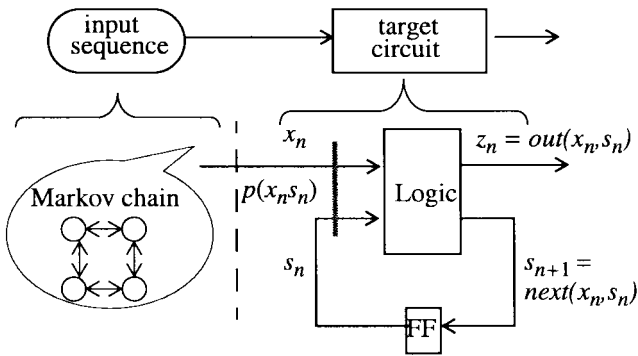 input
sequence
target
circuit
x_n
z_n = out(x_n,s_n)
p(x_n s_n)
Markov chain
Logic
s_n
s_{n+1} =
next(x_n,s_n)
FF